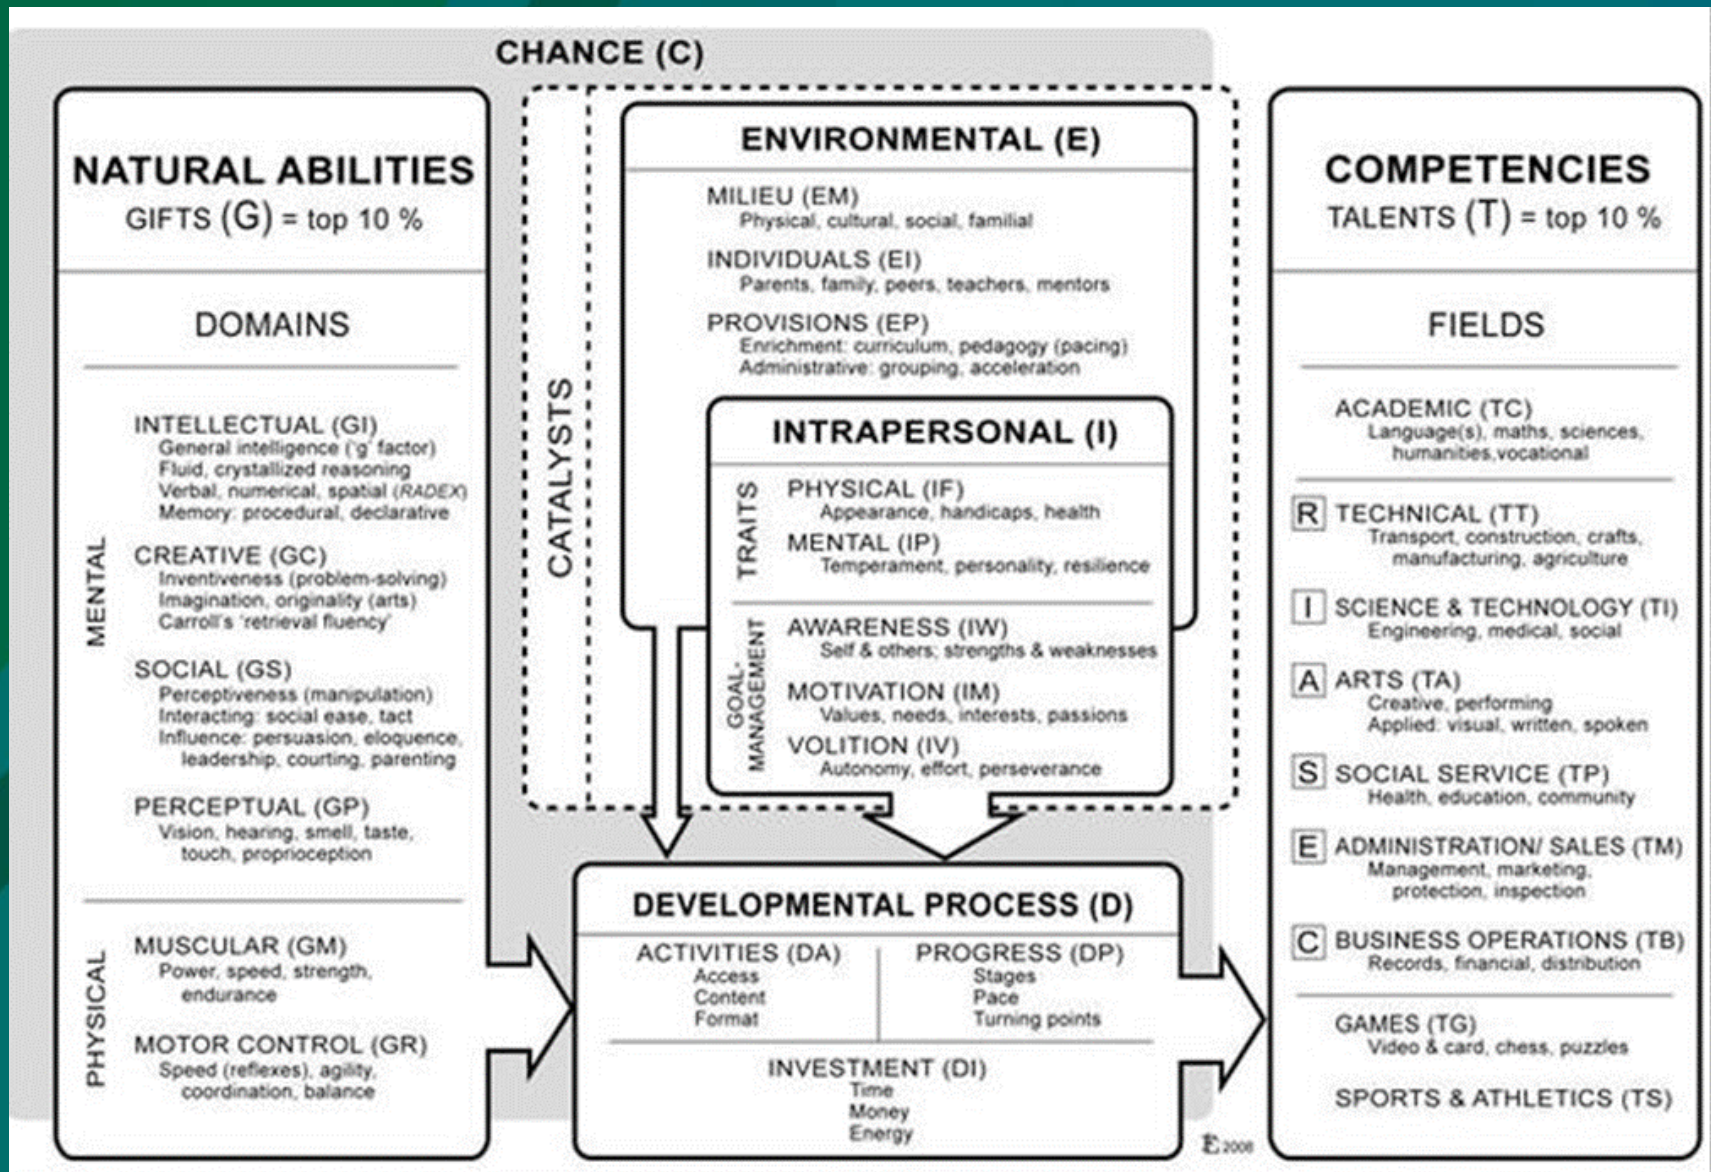 CHANCE (C)
NATURAL ABILITIES
GIFTS (G) = top 10 %
DOMAINS
MENTAL
INTELLECTUAL (GI)
General intelligence ('g' factor)
Fluid, crystallized reasoning
Verbal, numerical, spatial (RADEX)
Memory: procedural, declarative
CREATIVE (GC)
Inventiveness (problem-solving)
Imagination, originality (arts)
Carroll's 'retrieval fluency'
SOCIAL (GS)
Perceptiveness (manipulation)
Interacting: social ease, tact
Influence: persuasion, eloquence,
leadership, courting, parenting
PERCEPTUAL (GP)
Vision, hearing, smell, taste,
touch, proprioception
PHYSICAL
MUSCULAR (GM)
Power, speed, strength,
endurance
MOTOR CONTROL (GR)
Speed (reflexes), agility,
coordination, balance
CATALYSTS
ENVIRONMENTAL (E)
MILIEU (EM)
Physical, cultural, social, familial
INDIVIDUALS (EI)
Parents, family, peers, teachers, mentors
PROVISIONS (EP)
Enrichment: curriculum, pedagogy (pacing)
Administrative: grouping, acceleration
INTRAPERSONAL (I)
TRAITS
PHYSICAL (IF)
Appearance, handicaps, health
MENTAL (IP)
Temperament, personality, resilience
GOAL-
MANAGEMENT
AWARENESS (IW)
Self & others; strengths & weaknesses
MOTIVATION (IM)
Values, needs, interests, passions
VOLITION (IV)
Autonomy, effort, perseverance
DEVELOPMENTAL PROCESS (D)
ACTIVITIES (DA)
Access
Content
Format
PROGRESS (DP)
Stages
Pace
Turning points
INVESTMENT (DI)
Time
Money
Energy
2008
COMPETENCIES
TALENTS (T) = top 10 %
FIELDS
ACADEMIC (TC)
Language(s), maths, sciences,
humanities,vocational
R TECHNICAL (TT)
Transport, construction, crafts,
manufacturing, agriculture
I SCIENCE & TECHNOLOGY (TI)
Engineering, medical, social
A ARTS (TA)
Creative, performing
Applied: visual, written, spoken
S SOCIAL SERVICE (TP)
Health, education, community
E ADMINISTRATION/ SALES (TM)
Management, marketing,
protection, inspection
C BUSINESS OPERATIONS (TB)
Records, financial, distribution
GAMES (TG)
Video & card, chess, puzzles
SPORTS & ATHLETICS (TS)